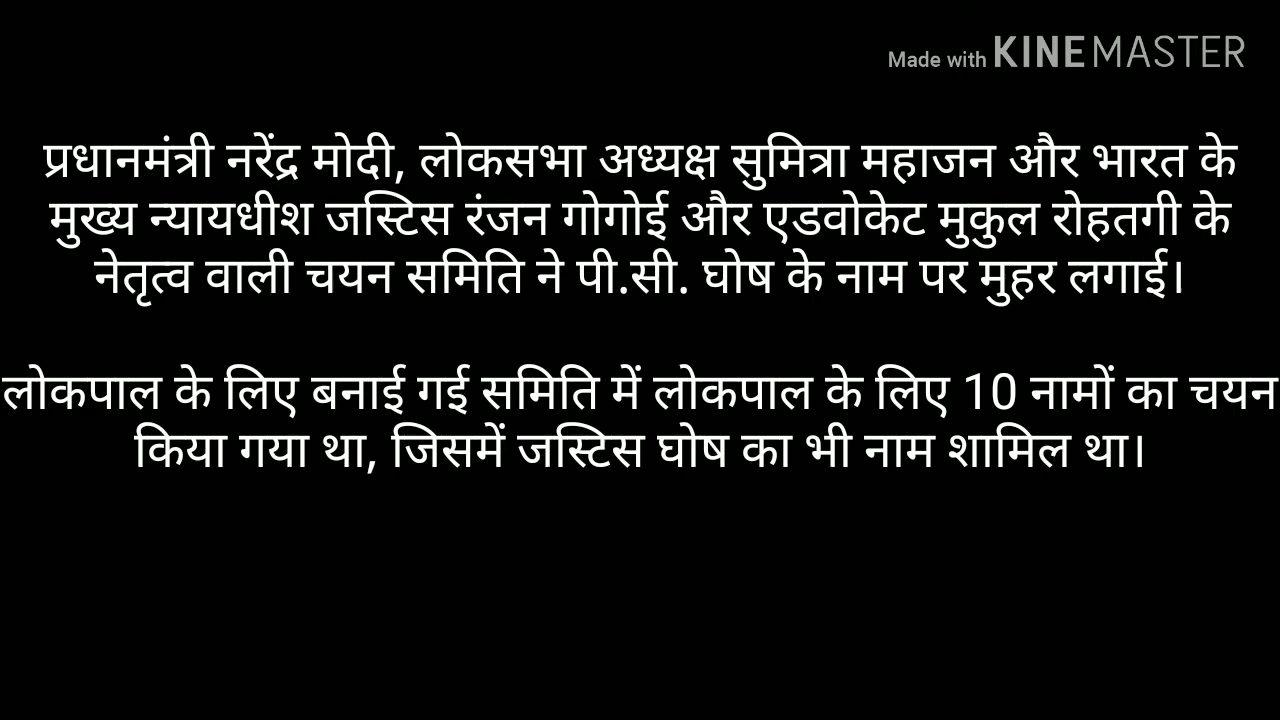 Made with KINEMASTER
प्रधानमंत्री नरेंद्र मोदी, लोकसभा अध्यक्ष सुमित्रा महाजन और भारत के
मुख्य न्यायधीश जस्टिस रंजन गोगोई और एडवोकेट मुकुल रोहतगी के
नेतृत्व वाली चयन समिति ने पी.सी. घोष के नाम पर मुहर लगाई।
लोकपाल के लिए बनाई गई समिति में लोकपाल के लिए 10 नामों का चयन
किया गया था, जिसमें जस्टिस घोष का भी नाम शामिल था।